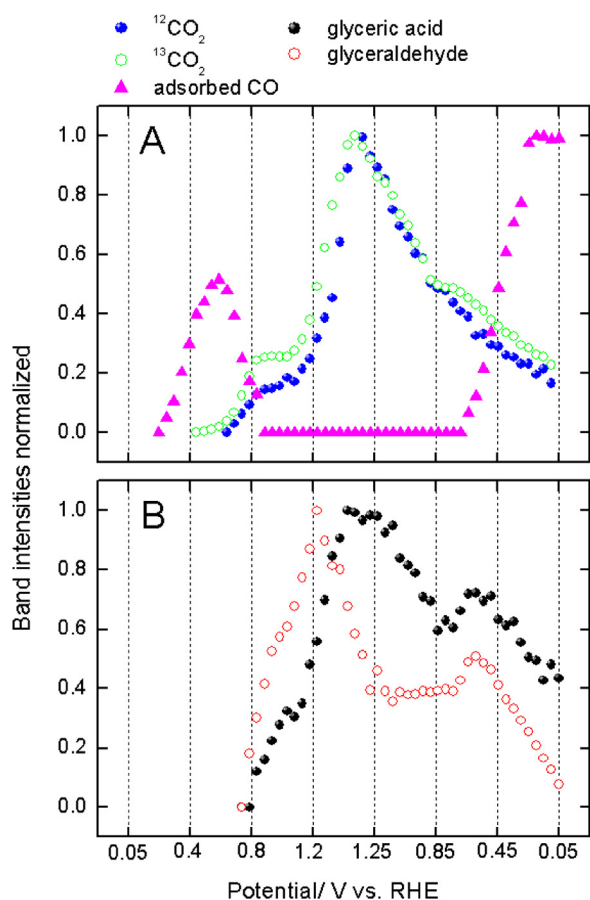 ¹²CO₂
glyceric acid
¹³CO₂
glyceraldehyde
adsorbed CO
A
1.0
0.8
0.6
0.4
0.2
0.0
B
1.0
0.8
0.6
0.4
0.2
0.0
Band intensities normalized
0.05 0.4 0.8 1.2 1.25 0.85 0.45 0.05
Potential/ V vs. RHE